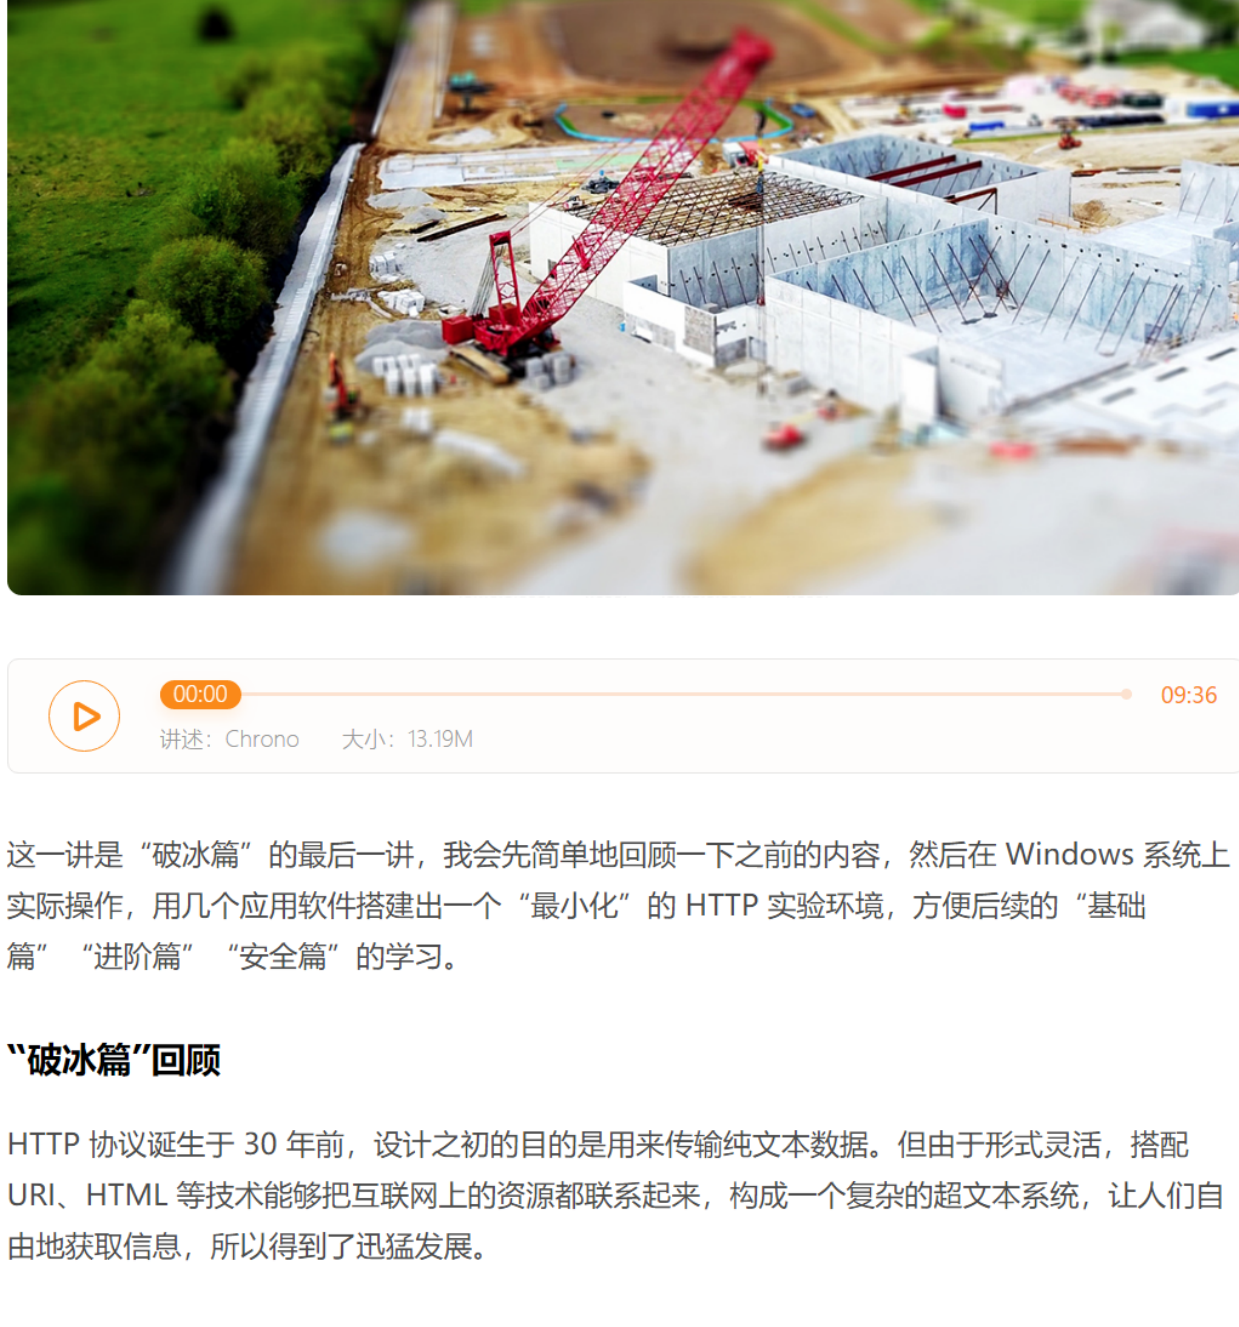 00:00
09:36
讲述：Chrono 大小：13.19M
这一讲是“破冰篇”的最后一讲，我会先简单地回顾一下之前的内容，然后在 Windows 系统上
实际操作，用几个应用软件搭建出一个“最小化”的 HTTP 实验环境，方便后续的“基础
篇”“进阶篇”“安全篇”的学习。
“破冰篇”回顾
HTTP 协议诞生于 30 年前，设计之初的目的是用来传输纯文本数据。但由于形式灵活，搭配
URI、HTML 等技术能够把互联网上的资源都联系起来，构成一个复杂的超文本系统，让人们自
由地获取信息，所以得到了迅猛发展。